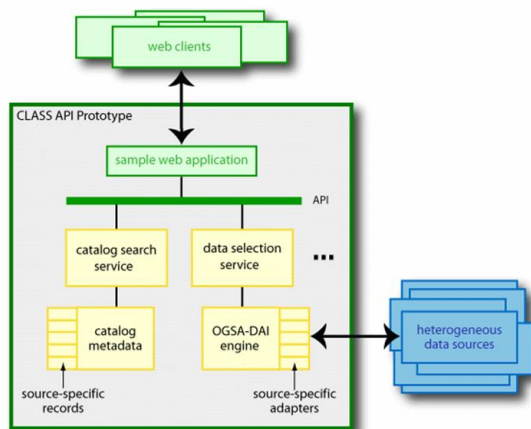 web clients
CLASS API Prototype
sample web application
API
catalog search
service
data selection
service
...
catalog
metadata
OGSA-DAI
engine
heterogeneous
data sources
source-specific
records
source-specific
adapters